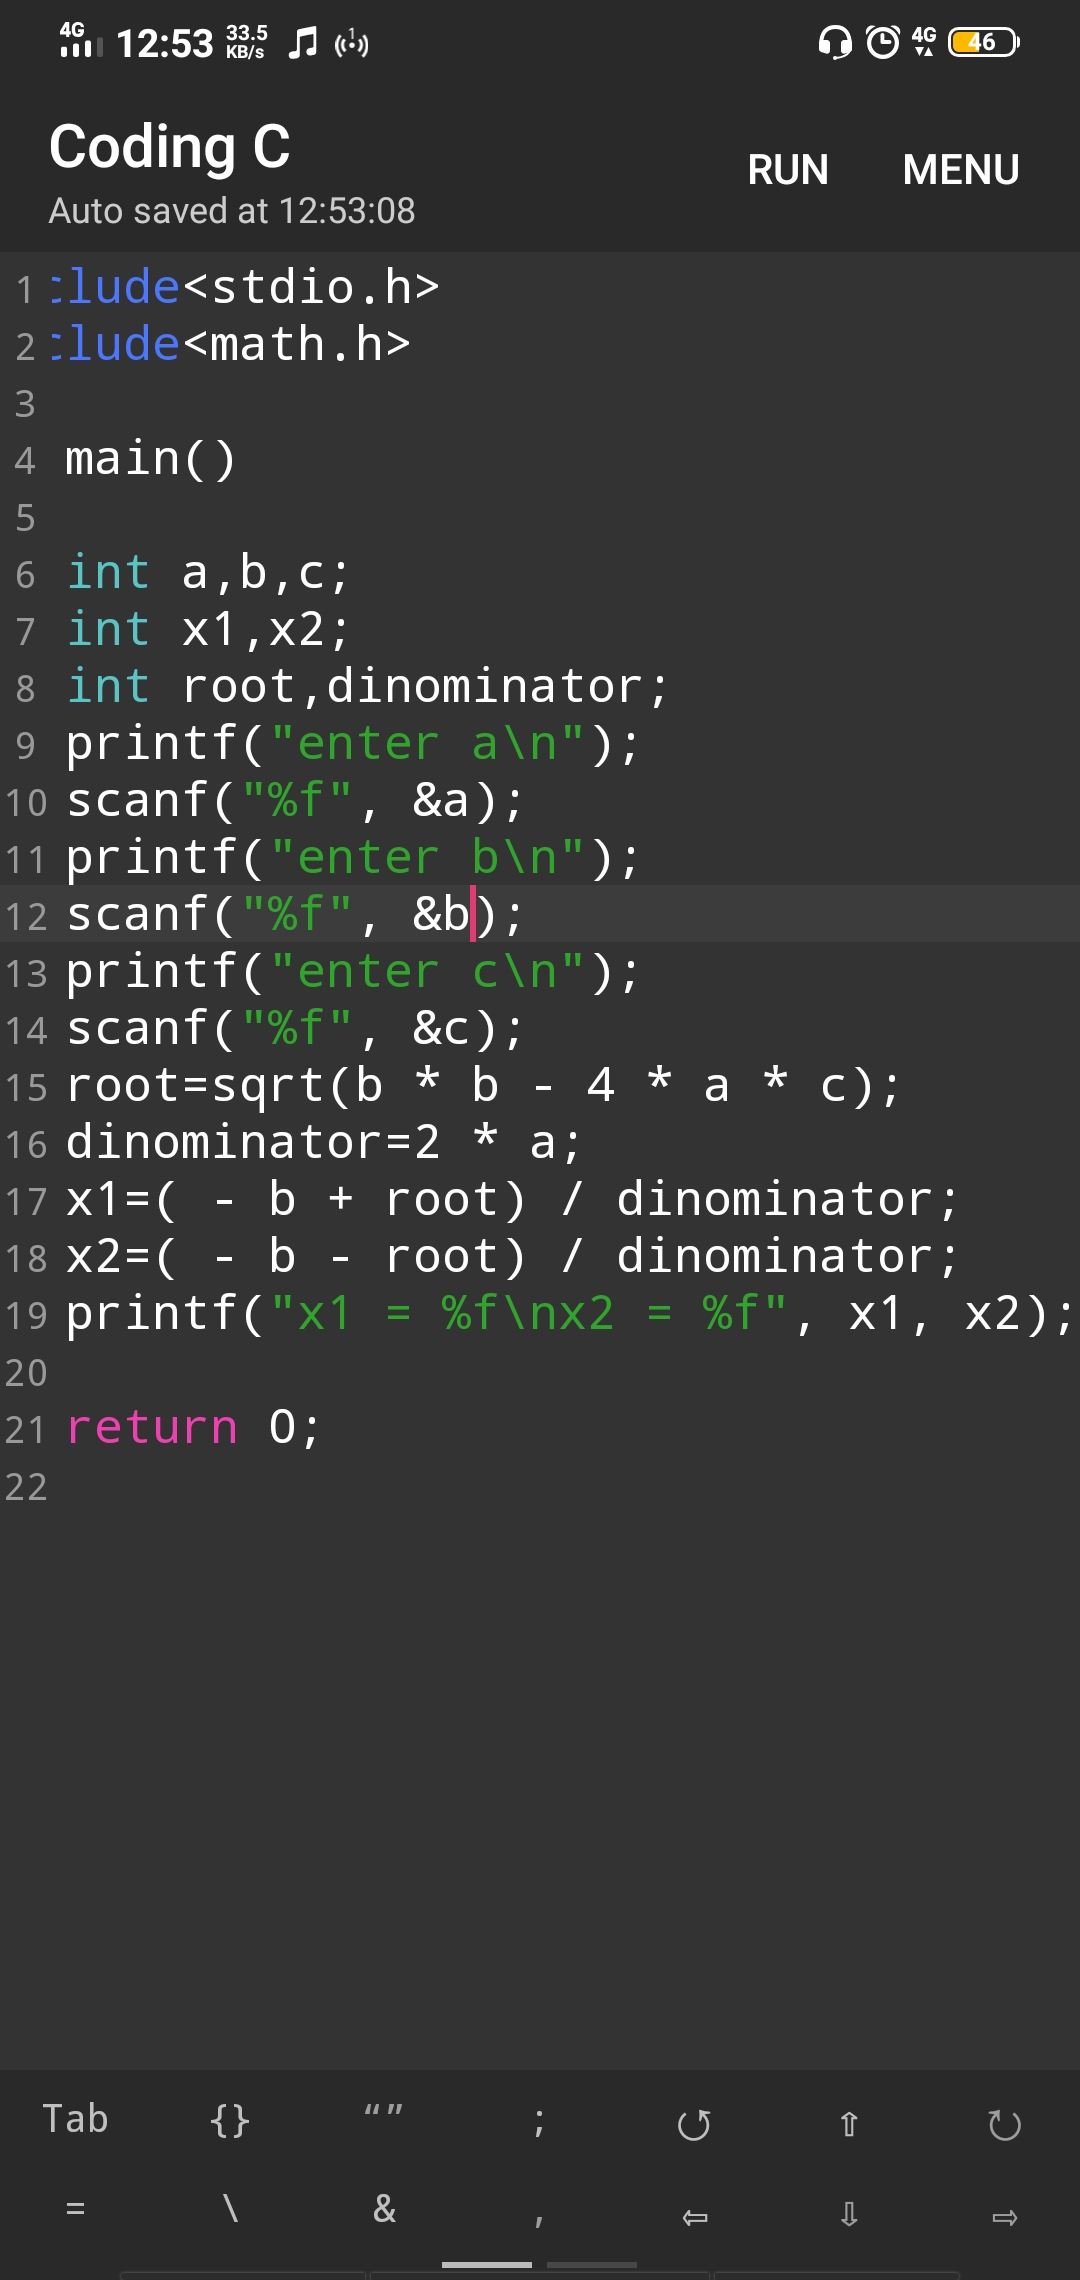 4G 12:53 33.5 KB/s 1 4G 46
Coding C
RUN MENU
Auto saved at 12:53:08
1 clude<stdio.h>
2 clude<math.h>
3
4 main()
5
6 int a,b,c;
7 int x1,x2;
8 int root,dinominator;
9 printf("enter a\n");
10 scanf("%f", &a);
11 printf("enter b\n");
12 scanf("%f", &b);
13 printf("enter c\n");
14 scanf("%f", &c);
15 root=sqrt(b * b - 4 * a * c);
16 dinominator=2 * a;
17 x1=( - b + root) / dinominator;
18 x2=( - b - root) / dinominator;
19 printf("x1 = %f\nx2 = %f", x1, x2);
20
21 return 0;
22
Tab {} “” ; ⇧
= \ & , ⇦ ⇩ ⇨